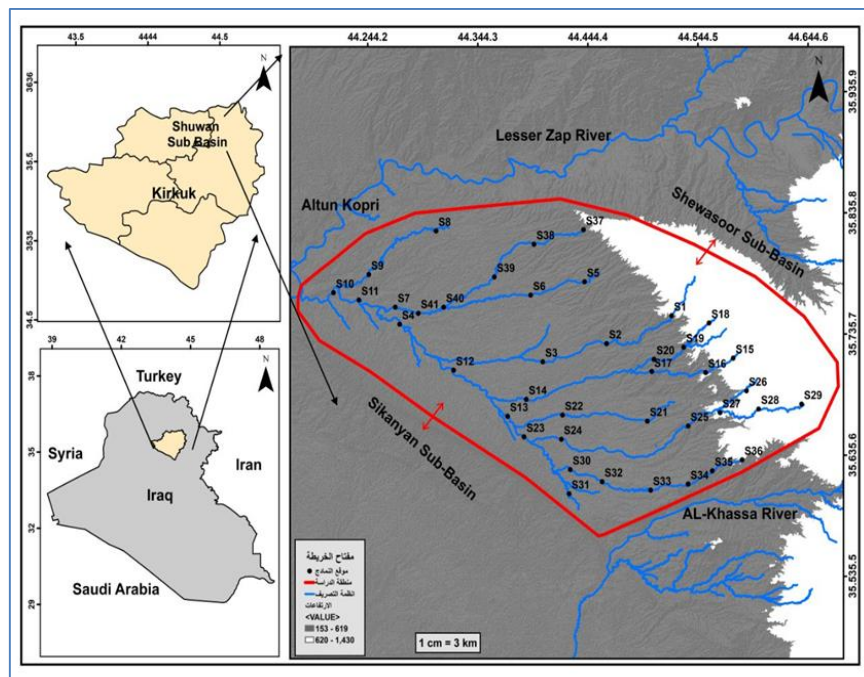 43.5
4444
44.5
N
3636
35.5
3535
34.5
Shuwan
Sub Basin
Kirkuk
39
43
45
48
N
38
35
32
29
Turkey
Syria
Iran
Iraq
Saudi Arabia
44.244.2
44.344.3
44.444.4
44.544.5
44.644.6
N
35.935.9
35.835.8
35.735.7
35.635.6
35.535.5
Lesser Zap River
Altun Kopri
Shewasoor Sub-Basin
Sikanyan Sub-Basin
AL-Khassa River
S8
S37
S38
S9
S39
S5
S10
S11
S6
S7
S41
S40
S4
S1
S18
S2
S19
S20
S15
S3
S17
S16
S12
S26
S14
S29
S28
S27
S13
S22
S21
S25
S23
S24
S36
S30
S35
S32
S34
S33
S31
مفتاح الخريطة
موقع النماذج
منطقة الدراسة
انظمة التصريف
الارتفاعات
<VALUE>
153 - 619
620 - 1,430
1 cm = 3 km